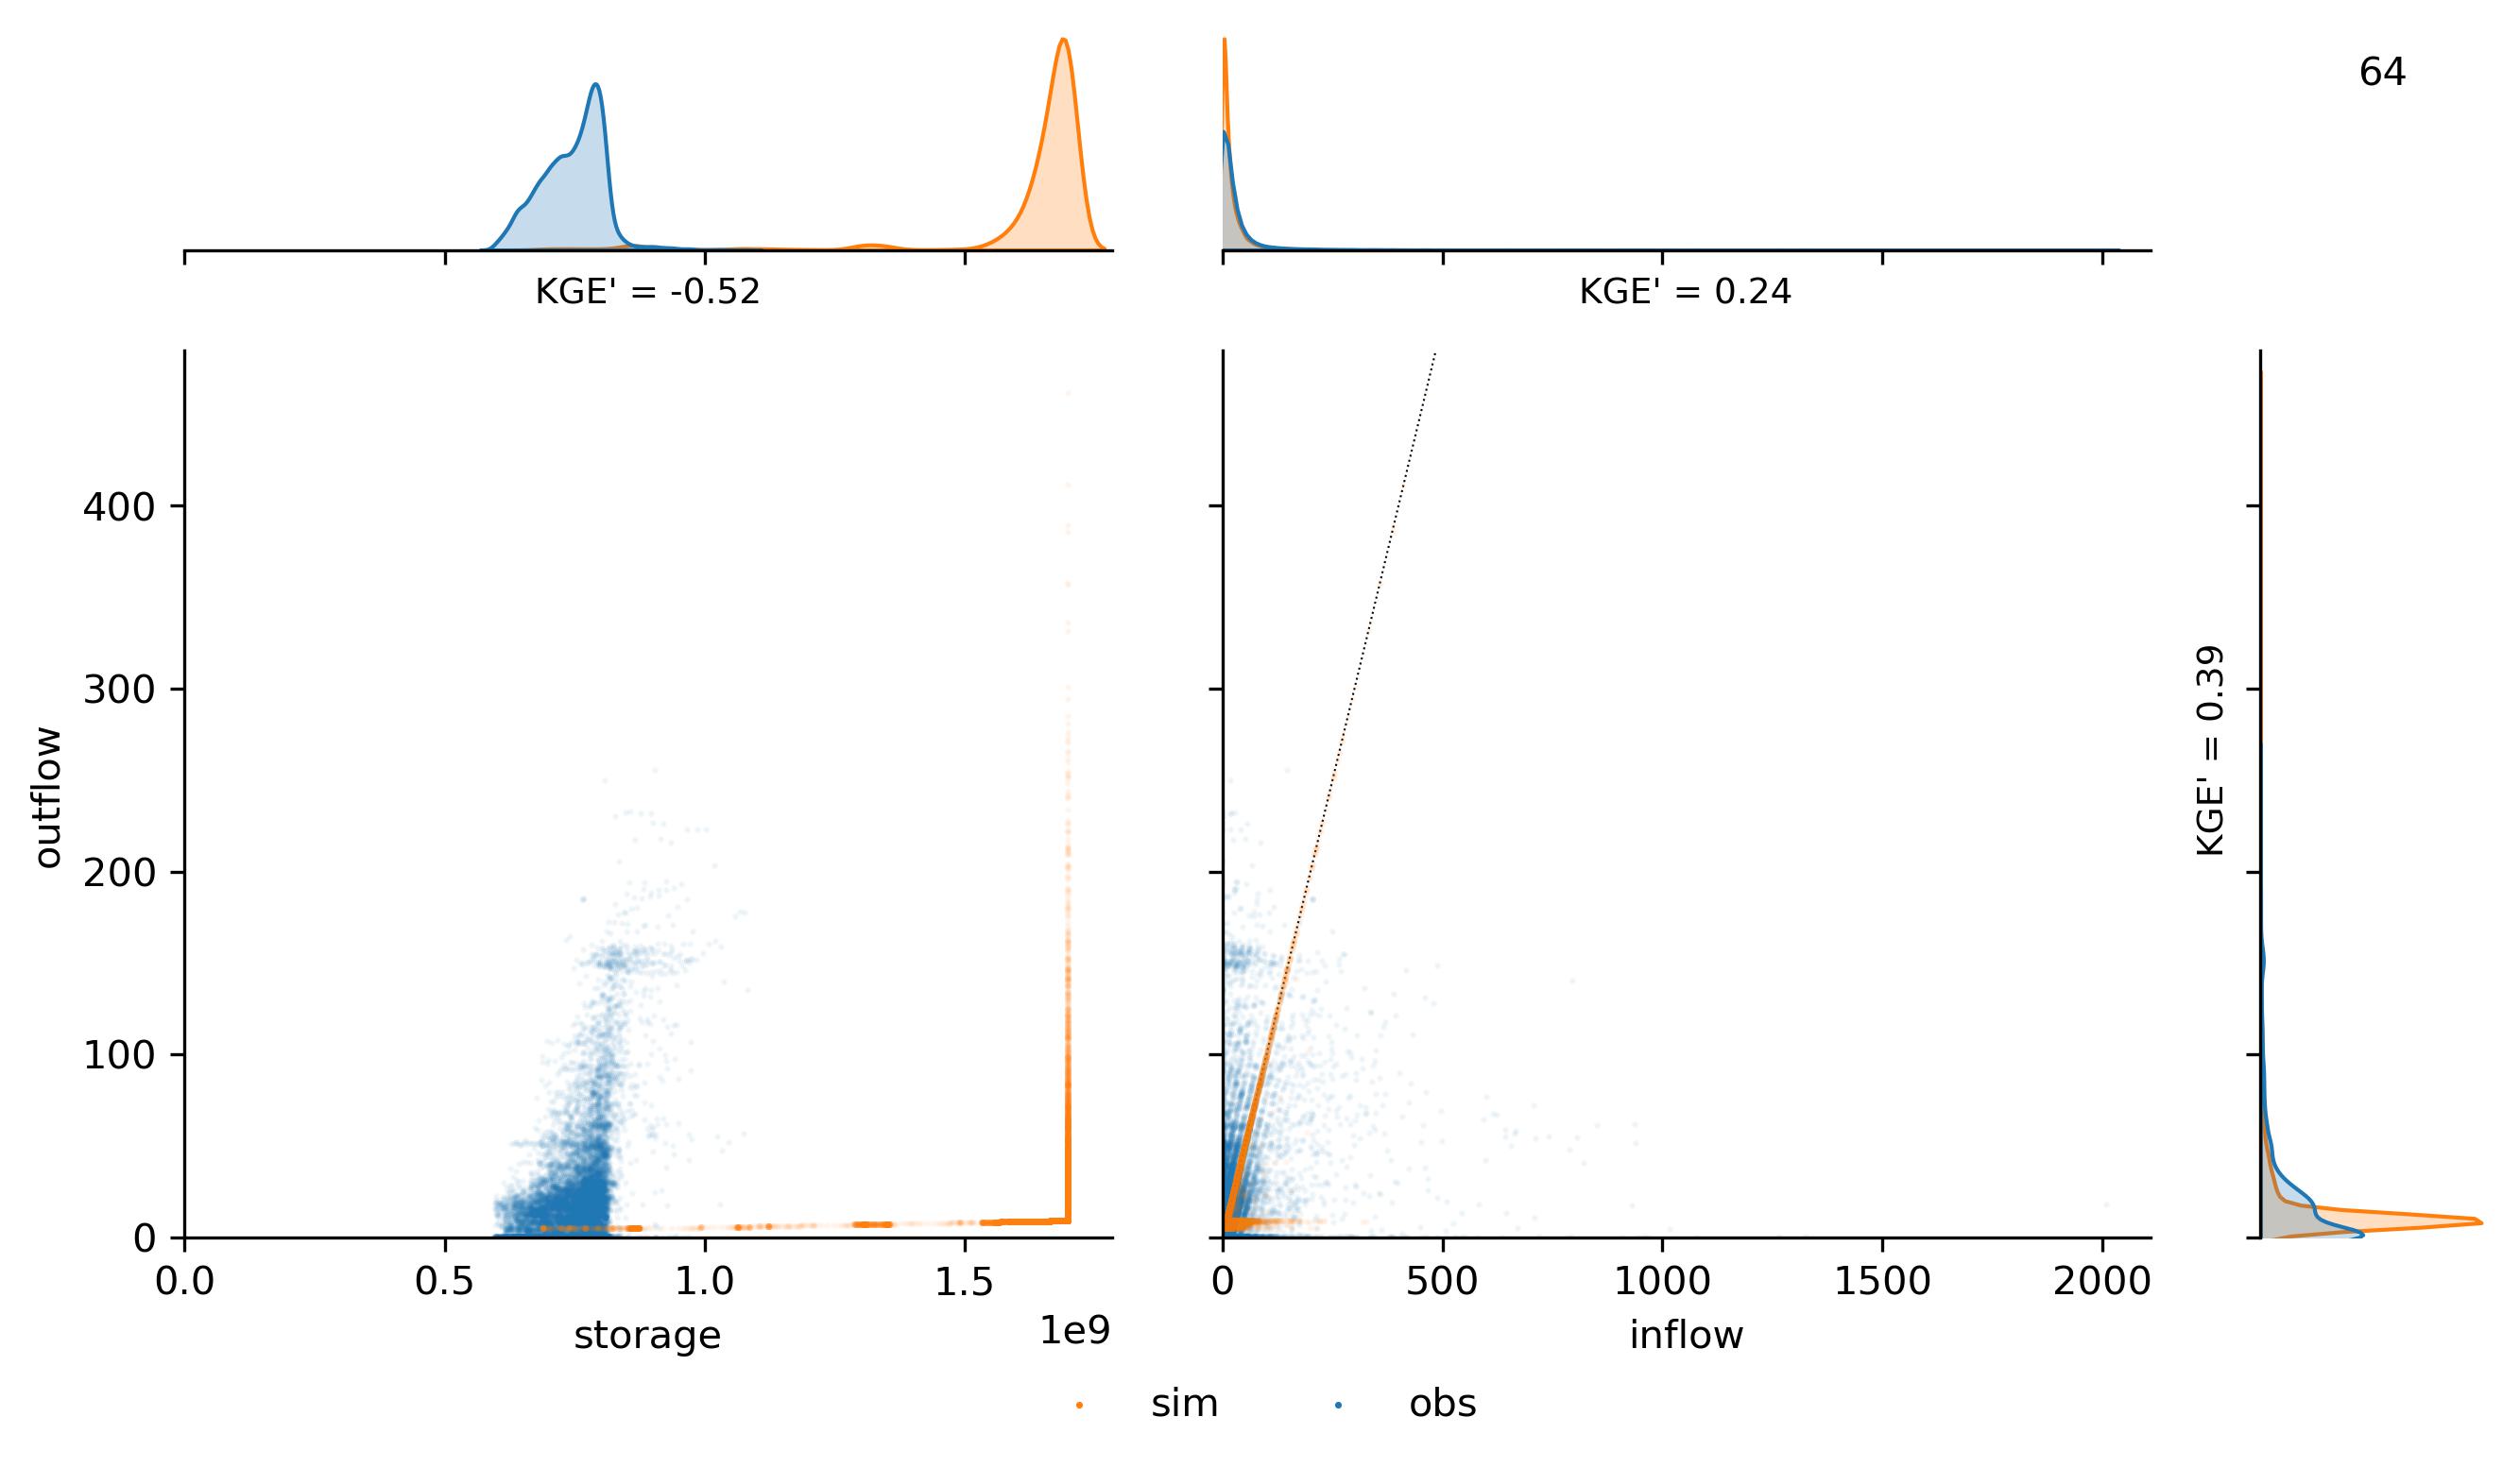 64
KGE' = -0.52
KGE' = 0.24
outflow
400
300
200
100
0
KGE' = 0.39
0.0 0.5 1.0 1.5
1e9
storage
0 500 1000 1500 2000
inflow
sim obs